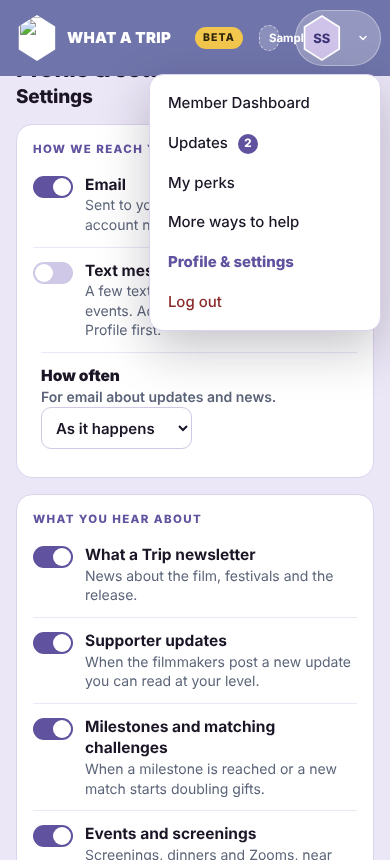 WHAT A TRIP
BETA
Sampl
SS
Member Dashboard
Updates 2
My perks
More ways to help
Profile & settings
Log out
Settings
HOW WE REACH
Email
Sent to
account
Text
A few
events.
Profile first.
How often
For email about updates and news.
As it happens
WHAT YOU HEAR ABOUT
What a Trip newsletter
News about the film, festivals and the
release.
Supporter updates
When the filmmakers post a new update
you can read at your level.
Milestones and matching
challenges
When a milestone is reached or a new
match starts doubling gifts.
Events and screenings
Screenings, dinners and Zooms, near